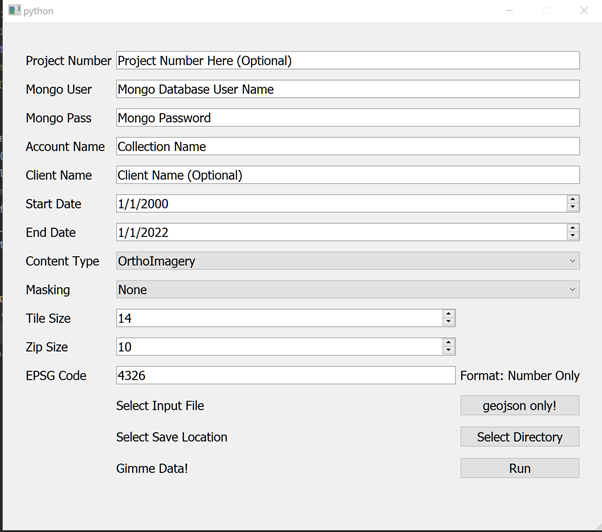 python
Project Number Project Number Here (Optional)
Mongo User Mongo Database User Name
Mongo Pass Mongo Password
Account Name Collection Name
Client Name Client Name (Optional)
Start Date 1/1/2000
End Date 1/1/2022
Content Type OrthoImagery
Masking None
Tile Size 14
Zip Size 10
EPSG Code 4326 Format: Number Only
Select Input File geojson only!
Select Save Location Select Directory
Gimme Data! Run